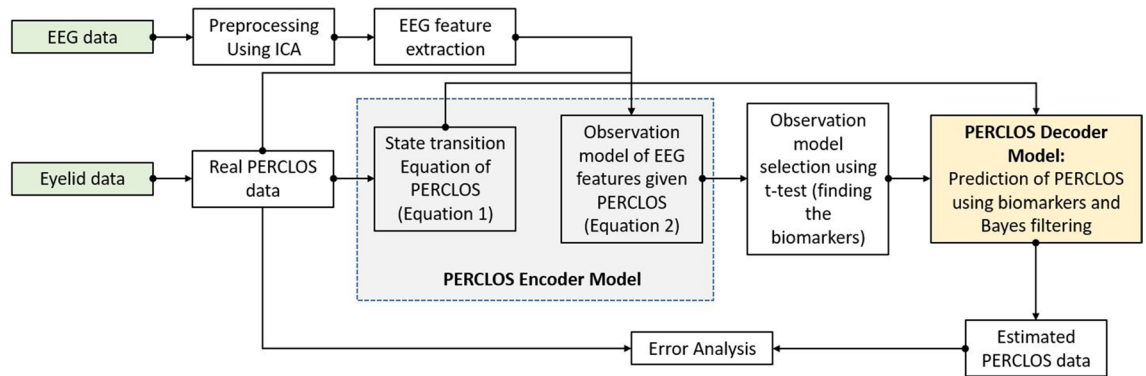 EEG data
Preprocessing
Using ICA
EEG feature
extraction
Eyelid data
Real PERCLOS
data
State transition
Equation of
PERCLOS
(Equation 1)
Observation
model of EEG
features given
PERCLOS
(Equation 2)
PERCLOS Encoder Model
Observation
model
selection using
t-test (finding
the
biomarkers)
PERCLOS Decoder
Model:
Prediction of PERCLOS
using biomarkers and
Bayes filtering
Error Analysis
Estimated
PERCLOS data